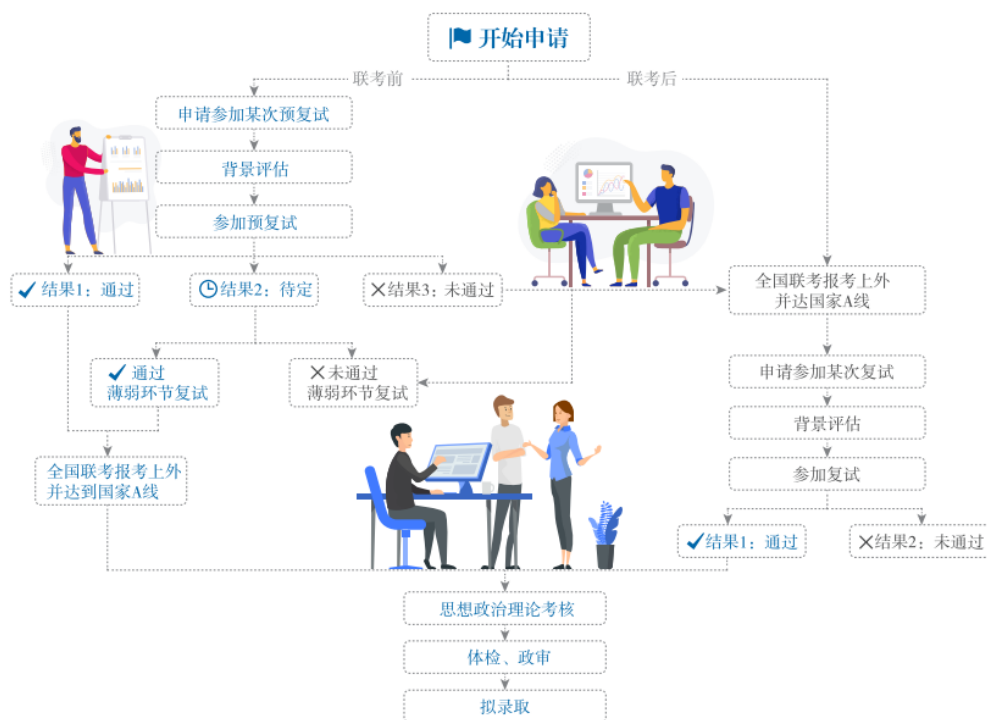 开始申请
联考前
联考后
申请参加某次预复试
背景评估
参加预复试
结果1：通过
结果2：待定
结果3：未通过
全国联考报考上外
并达国家A线
通过
薄弱环节复试
未通过
薄弱环节复试
申请参加某次复试
背景评估
全国联考报考上外
并达到国家A线
参加复试
结果1：通过
结果2：未通过
思想政治理论考核
体检、政审
拟录取